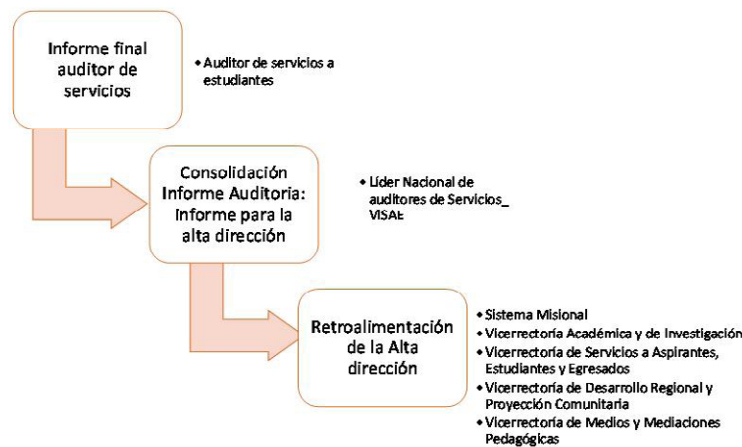 Informe final
auditor de
servicios
• Auditor de servicios a
estudiantes
Consolidación
Informe Auditoria:
Informe para la
alta dirección
• Líder Nacional de
auditores de Servicios_
VISAE
Retroalimentación
de la Alta
dirección
• Sistema Misional
• Vicerrectoría Académica y de Investigación
• Vicerrectoría de Servicios a Aspirantes,
Estudiantes y Egresados
• Vicerrectoría de Desarrollo Regional y
Proyección Comunitaria
• Vicerrectoría de Medios y Mediaciones
Pedagógicas